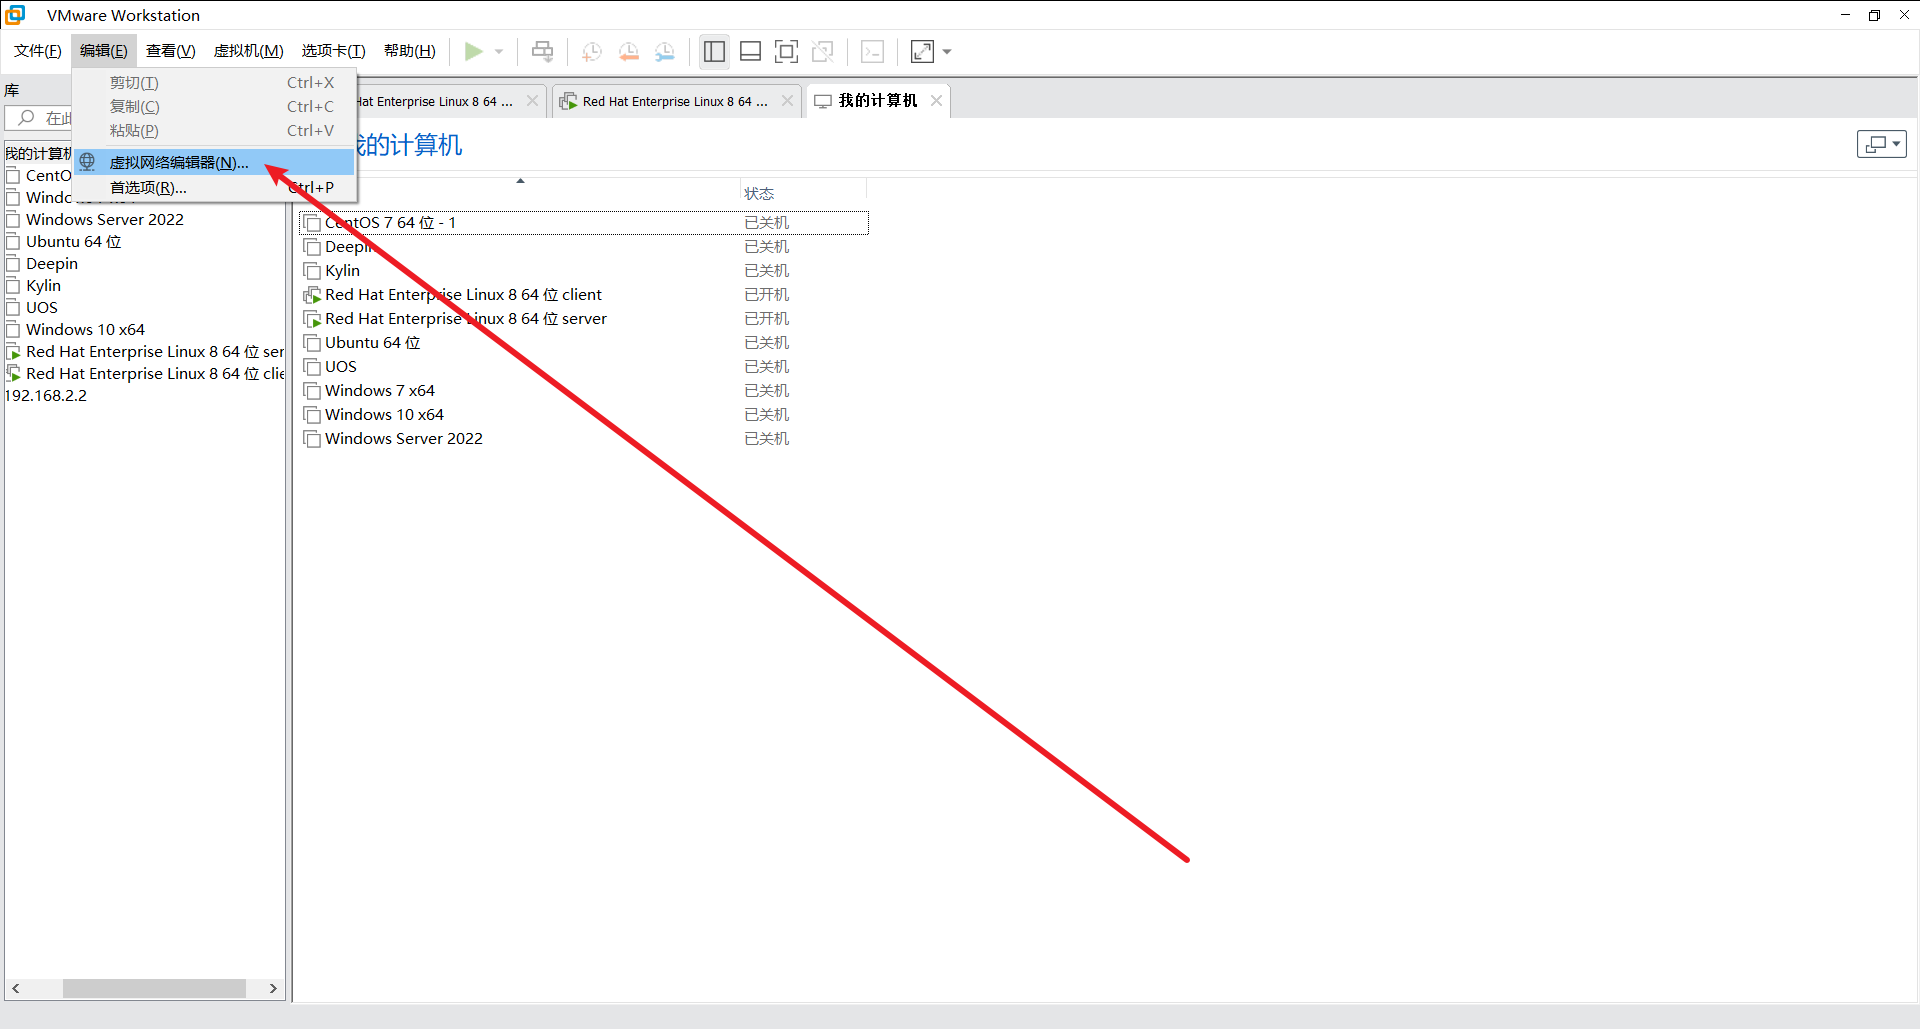 VMware Workstation
文件(F) 编辑(E) 查看(V) 虚拟机(M) 选项卡(T) 帮助(H)
剪切(T) Ctrl+X
复制(C) Ctrl+C
粘贴(P) Ctrl+V
虚拟网络编辑器(N)...
首选项(R)... Ctrl+P
库
在此
我的计算机
CentO
Windo
Windows Server 2022
Ubuntu 64 位
Deepin
Kylin
UOS
Windows 10 x64
Red Hat Enterprise Linux 8 64 位 ser
Red Hat Enterprise Linux 8 64 位 clie
192.168.2.2
Hat Enterprise Linux 8 64 ...
Red Hat Enterprise Linux 8 64 ...
我的计算机
我的计算机
状态
CentOS 7 64 位 - 1 已关机
Deepin 已关机
Kylin 已关机
Red Hat Enterprise Linux 8 64 位 client 已开机
Red Hat Enterprise Linux 8 64 位 server 已开机
Ubuntu 64 位 已关机
UOS 已关机
Windows 7 x64 已关机
Windows 10 x64 已关机
Windows Server 2022 已关机